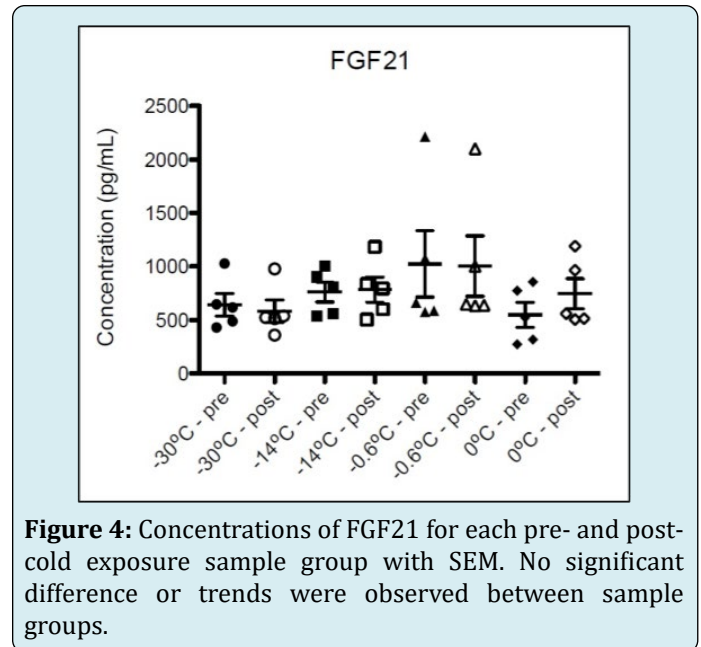 FGF21
Concentration (pg/mL)
2500
2000
1500
1000
500
0
-30ºC - pre
-30ºC - post
-14ºC - pre
-14ºC - post
-0.6ºC - pre
-0.6ºC - post
0ºC - pre
0ºC - post
Figure 4: Concentrations of FGF21 for each pre- and post-
cold exposure sample group with SEM. No significant
difference or trends were observed between sample
groups.